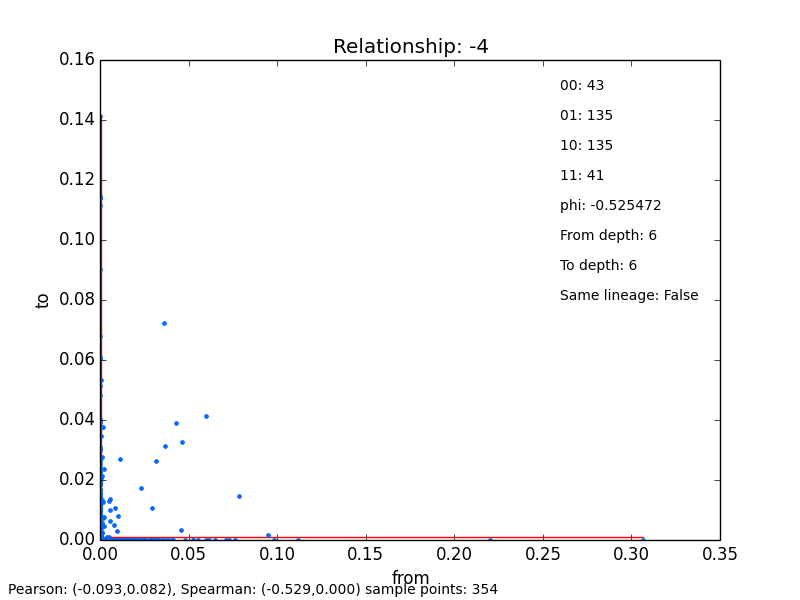 Relationship: -4
0.16
0.14
0.12
0.10
0.08
0.06
0.04
0.02
0.00
to
00: 43
01: 135
10: 135
11: 41
phi: -0.525472
From depth: 6
To depth: 6
Same lineage: False
0.00 0.05 0.10 0.15 0.20 0.25 0.30 0.35
from
Pearson: (-0.093,0.082), Spearman: (-0.529,0.000) sample points: 354